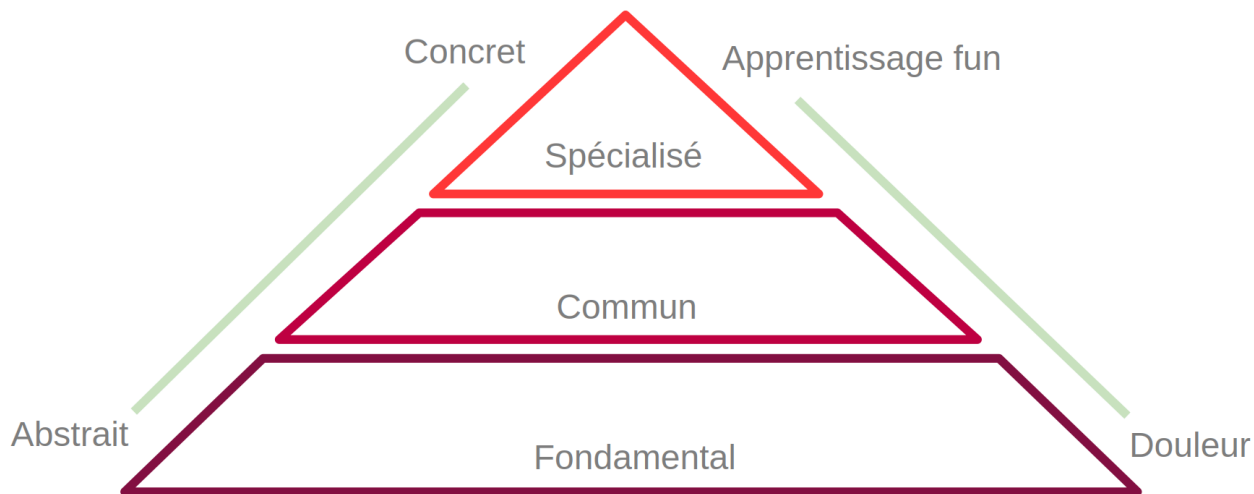 Concret
Apprentissage fun
Spécialisé
Commun
Abstrait
Douleur
Fondamental